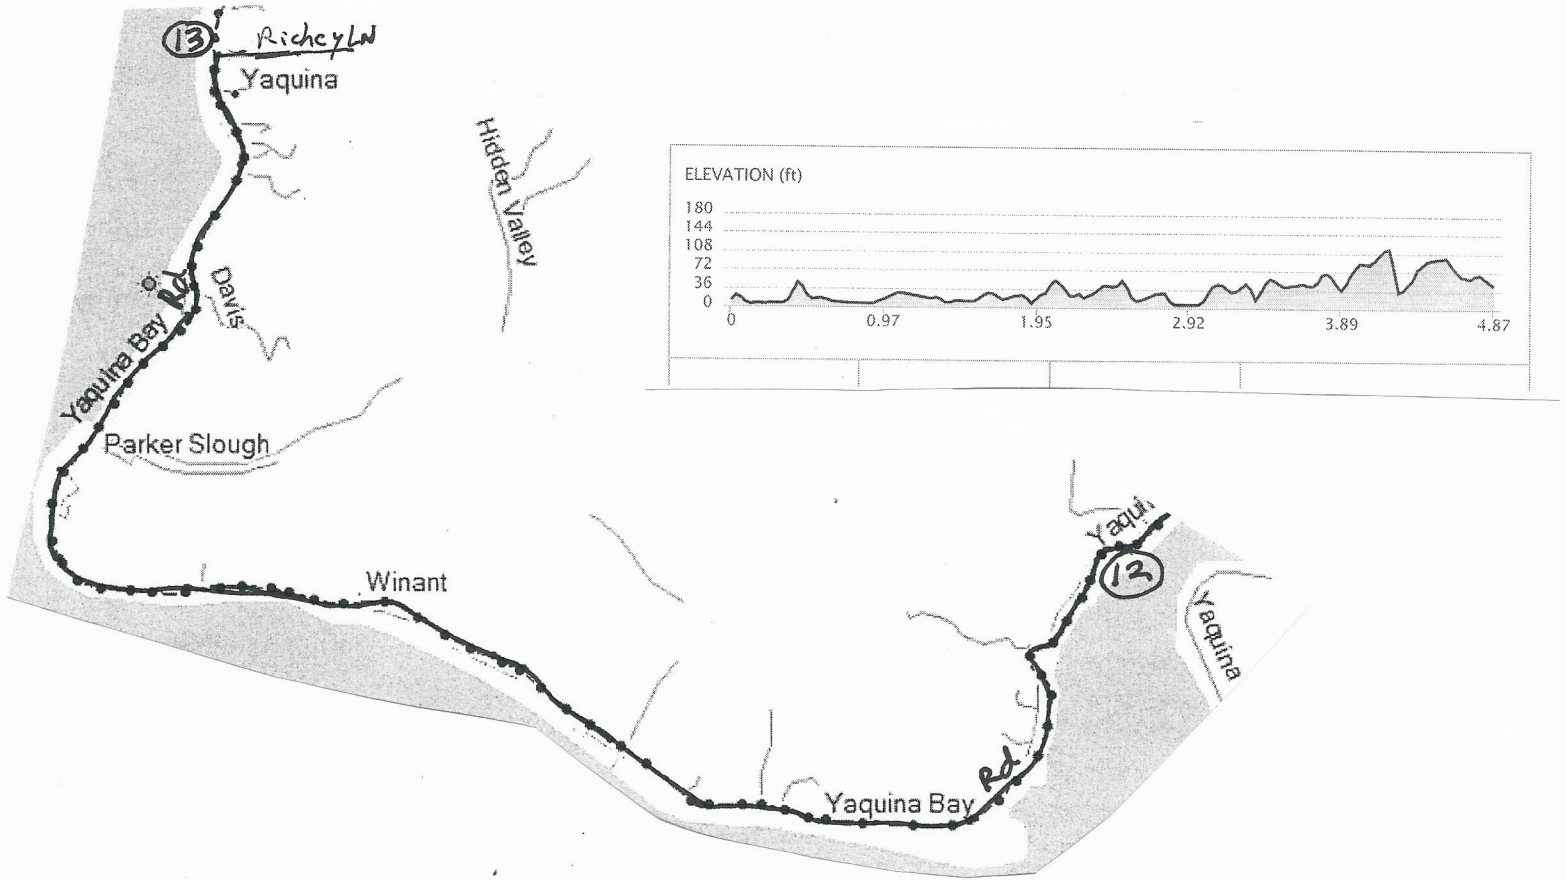 13
Richey LN
Yaquina
Hidden Valley
ELEVATION (ft)
180
144
108
72
36
0
0 0.97 1.95 2.92 3.89 4.87
Davis
Yaquina Bay Rd
Parker Slough
Winant
Yaqui
12
Yaquina
Rd
Yaquina Bay